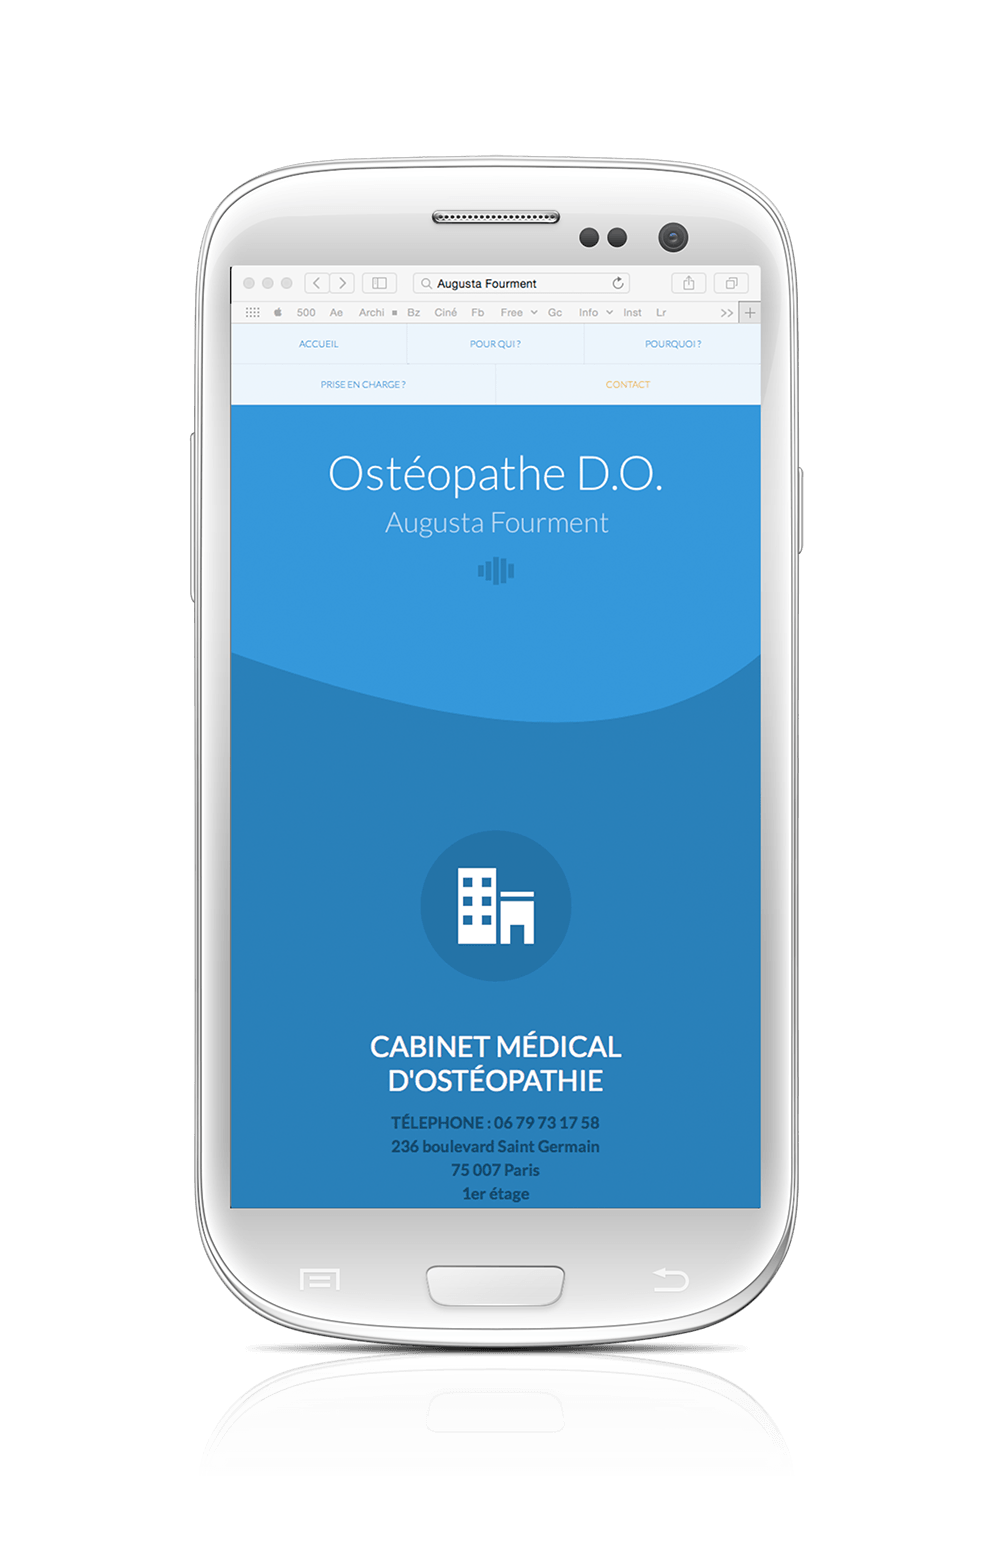 Augusta Fourment
500 Ae Archi Bz Ciné Fb Free Gc Info Inst Lr >>
ACCUEIL POUR QUI ? POURQUOI ?
PRISE EN CHARGE ? CONTACT
Ostéopathe D.O.
Augusta Fourment
CABINET MÉDICAL
D'OSTÉOPATHIE
TÉLEPHONE : 06 79 73 17 58
236 boulevard Saint Germain
75 007 Paris
1er étage